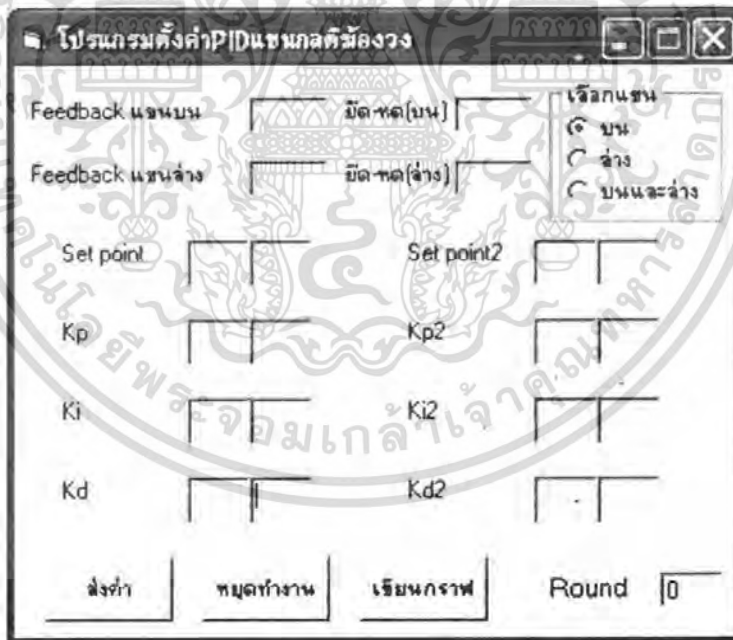 โปรแกรมตั้งค่าPIDแขนกลตีฆ้องวง
Feedback แขนบน ยืด-หด(บน)
เลือกแขน
บน
ล่าง
บนและล่าง
Feedback แขนล่าง ยืด-หด(ล่าง)
Set point Set point2
Kp Kp2
Ki Ki2
Kd Kd2
ส่งค่า หยุดทำงาน เขียนกราฟ Round 0